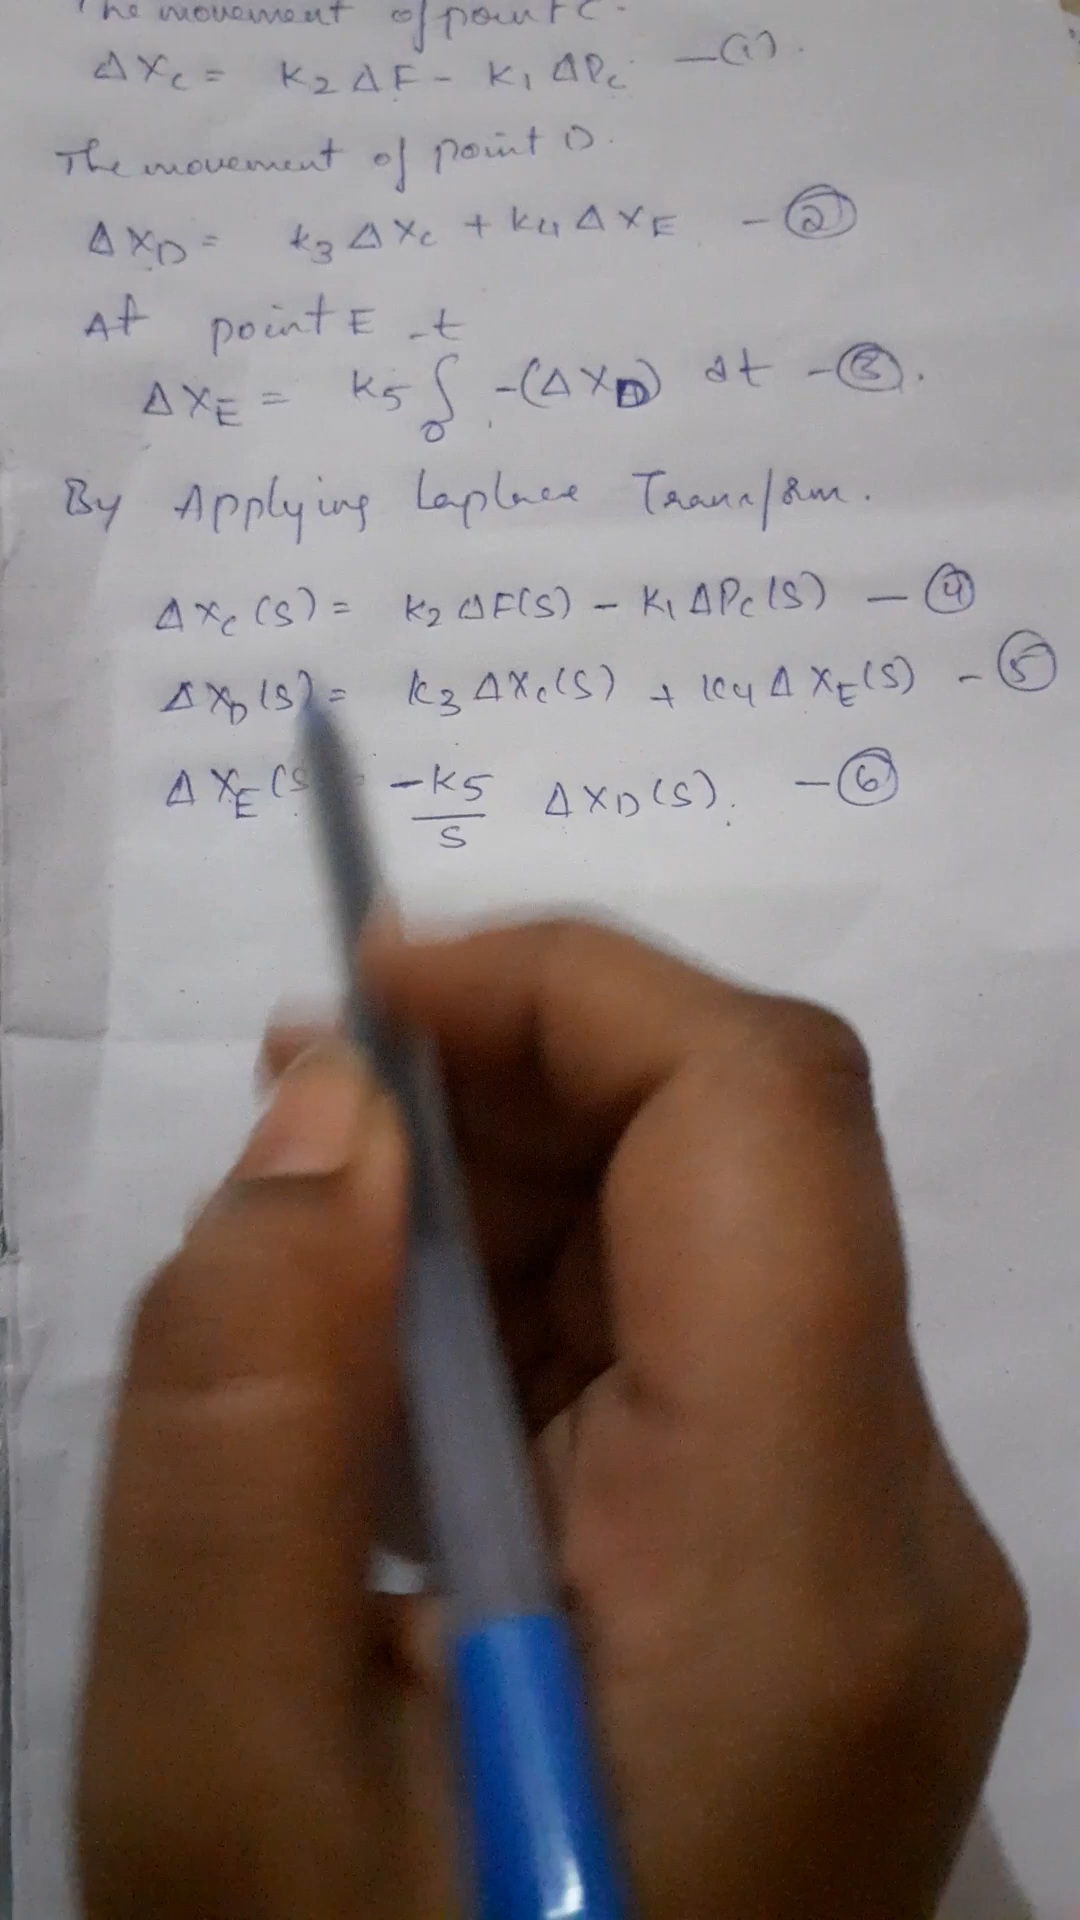 The movement of point C.
ΔXc = K2 ΔF - K1 ΔPc -(1).
The movement of point D.
ΔXD = k3 ΔXc + k4 ΔXE -(2)
At point E
ΔXE = K5 ∫0^t -(ΔXD) dt -(3).
By Applying Laplace Transform.
ΔXc(s) = K2 ΔF(s) - K1 ΔPc(s) -(4)
ΔXD(s) = K3 ΔXc(s) + K4 ΔXE(s) -(5)
ΔXE(s = -K5/s ΔXD(s). -(6)